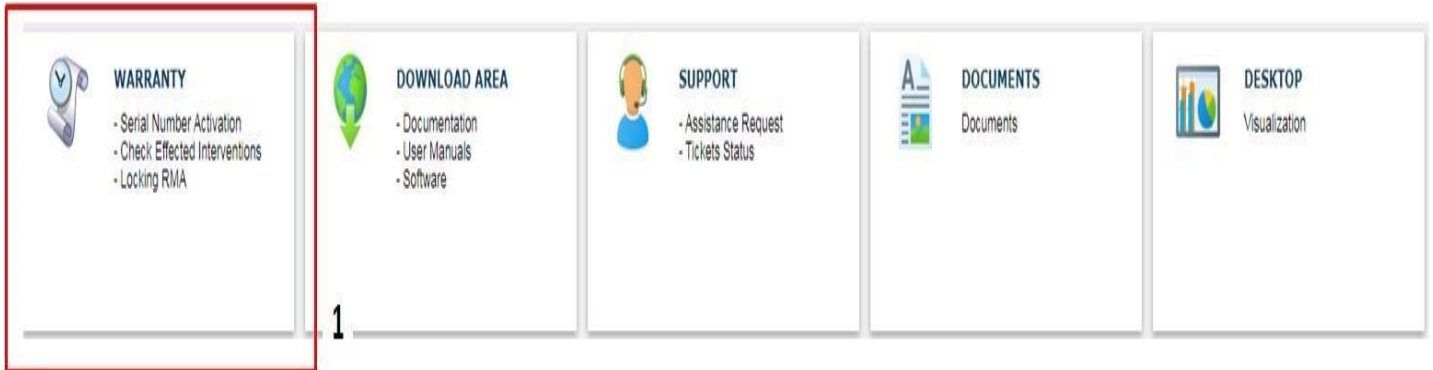 WARRANTY
- Serial Number Activation
- Check Effected Interventions
- Locking RMA
DOWNLOAD AREA
- Documentation
- User Manuals
- Software
SUPPORT
- Assistance Request
- Tickets Status
DOCUMENTS
Documents
DESKTOP
Visualization
1